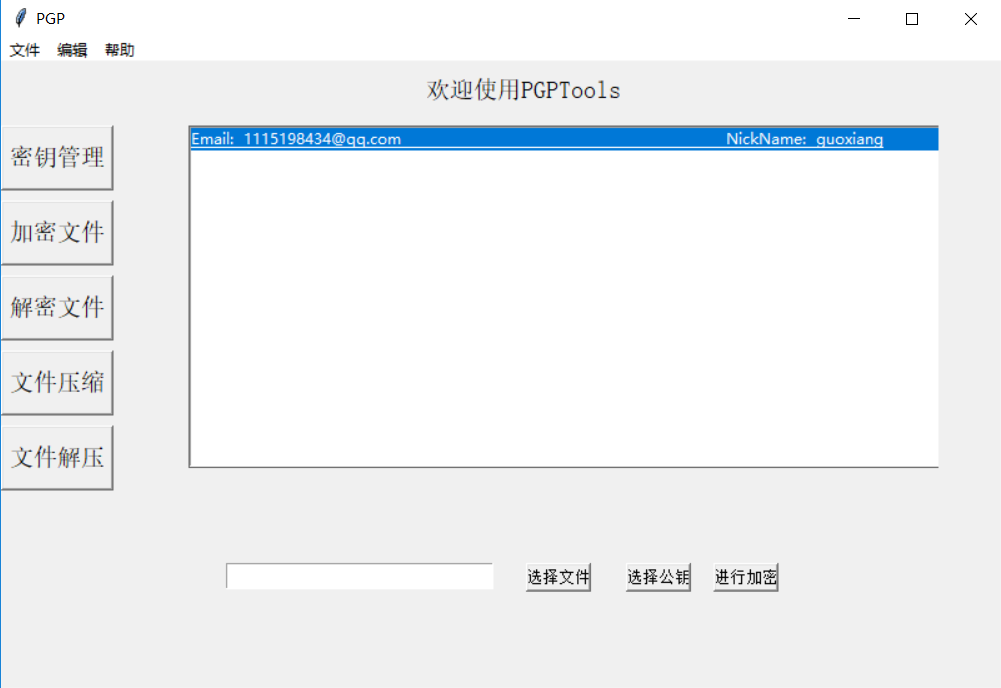 PGP
文件 编辑 帮助
欢迎使用PGPTools
密钥管理
加密文件
解密文件
文件压缩
文件解压
Email: 1115198434@qq.com NickName: guoxiang
选择文件 选择公钥 进行加密